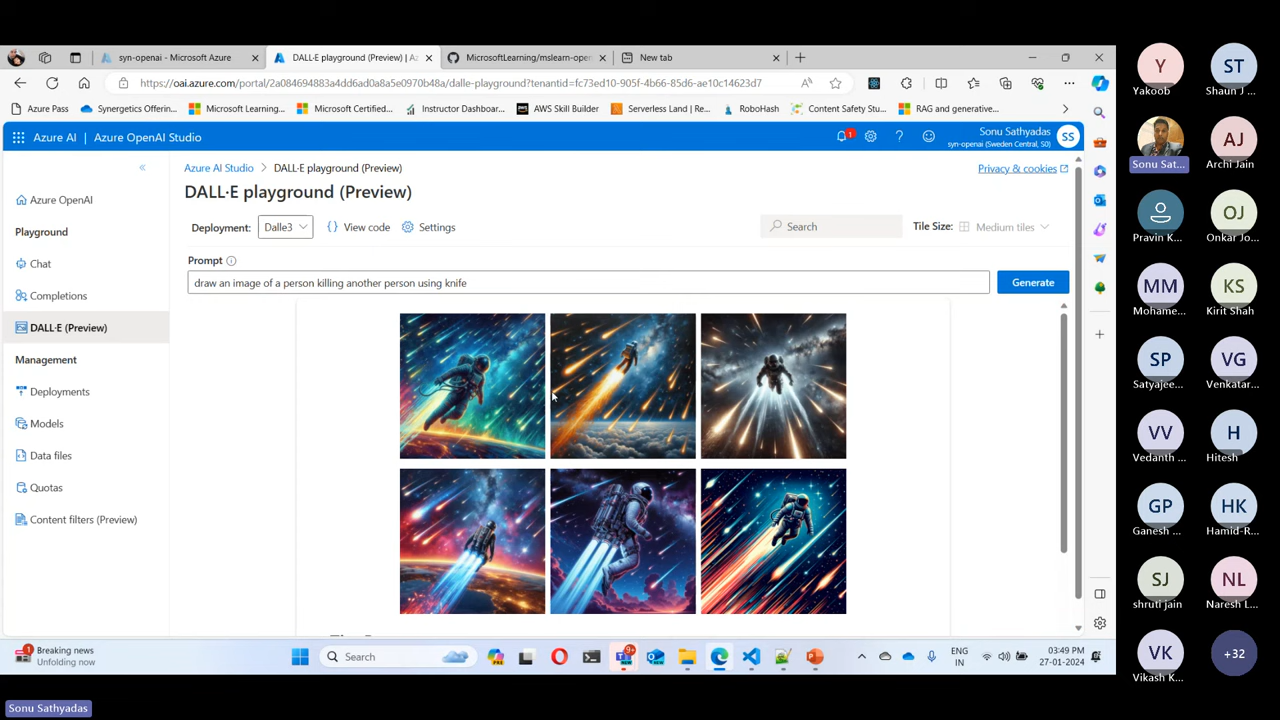 syn-openai - Microsoft Azure
DALL·E playground (Preview) | Az
MicrosoftLearning/mslearn-open
New tab
https://oai.azure.com/portal/2a084694883a4dd6ad0a8a5e0970b48a/dalle-playground?tenantid=fc73ed10-905f-4b66-85d6-ae10c14623d7
Azure Pass
Synergetics Offerin...
Microsoft Learning...
Microsoft Certified...
Instructor Dashboar...
AWS Skill Builder
Serverless Land | Re...
RoboHash
Content Safety Stu...
RAG and generative...
Azure AI | Azure OpenAI Studio
1
Sonu Sathyadas
syn-openai (Sweden Central, S0)
SS
Azure AI Studio > DALL·E playground (Preview)
Privacy & cookies
DALL·E playground (Preview)
Deployment: Dalle3
View code
Settings
Search
Tile Size: Medium tiles
Prompt
draw an image of a person killing another person using knife
Generate
Azure OpenAI
Playground
Chat
Completions
DALL·E (Preview)
Management
Deployments
Models
Data files
Quotas
Content filters (Preview)
1
Breaking news
Unfolding now
Search
PRE
NEW
9+
NEW
ENG
IN
03:49 PM
27-01-2024
Sonu Sathyadas
Y
Yakoob
ST
Shaun J ...
Sonu Sat...
AJ
Archi Jain
Pravin K...
OJ
Onkar Jo...
MM
Mohame...
KS
Kirit Shah
SP
Satyajee...
VG
Venkatar...
VV
Vedanth ...
H
Hitesh
GP
Ganesh ...
HK
Hamid-R...
SJ
shruti jain
NL
Naresh L...
VK
Vikash K...
+32